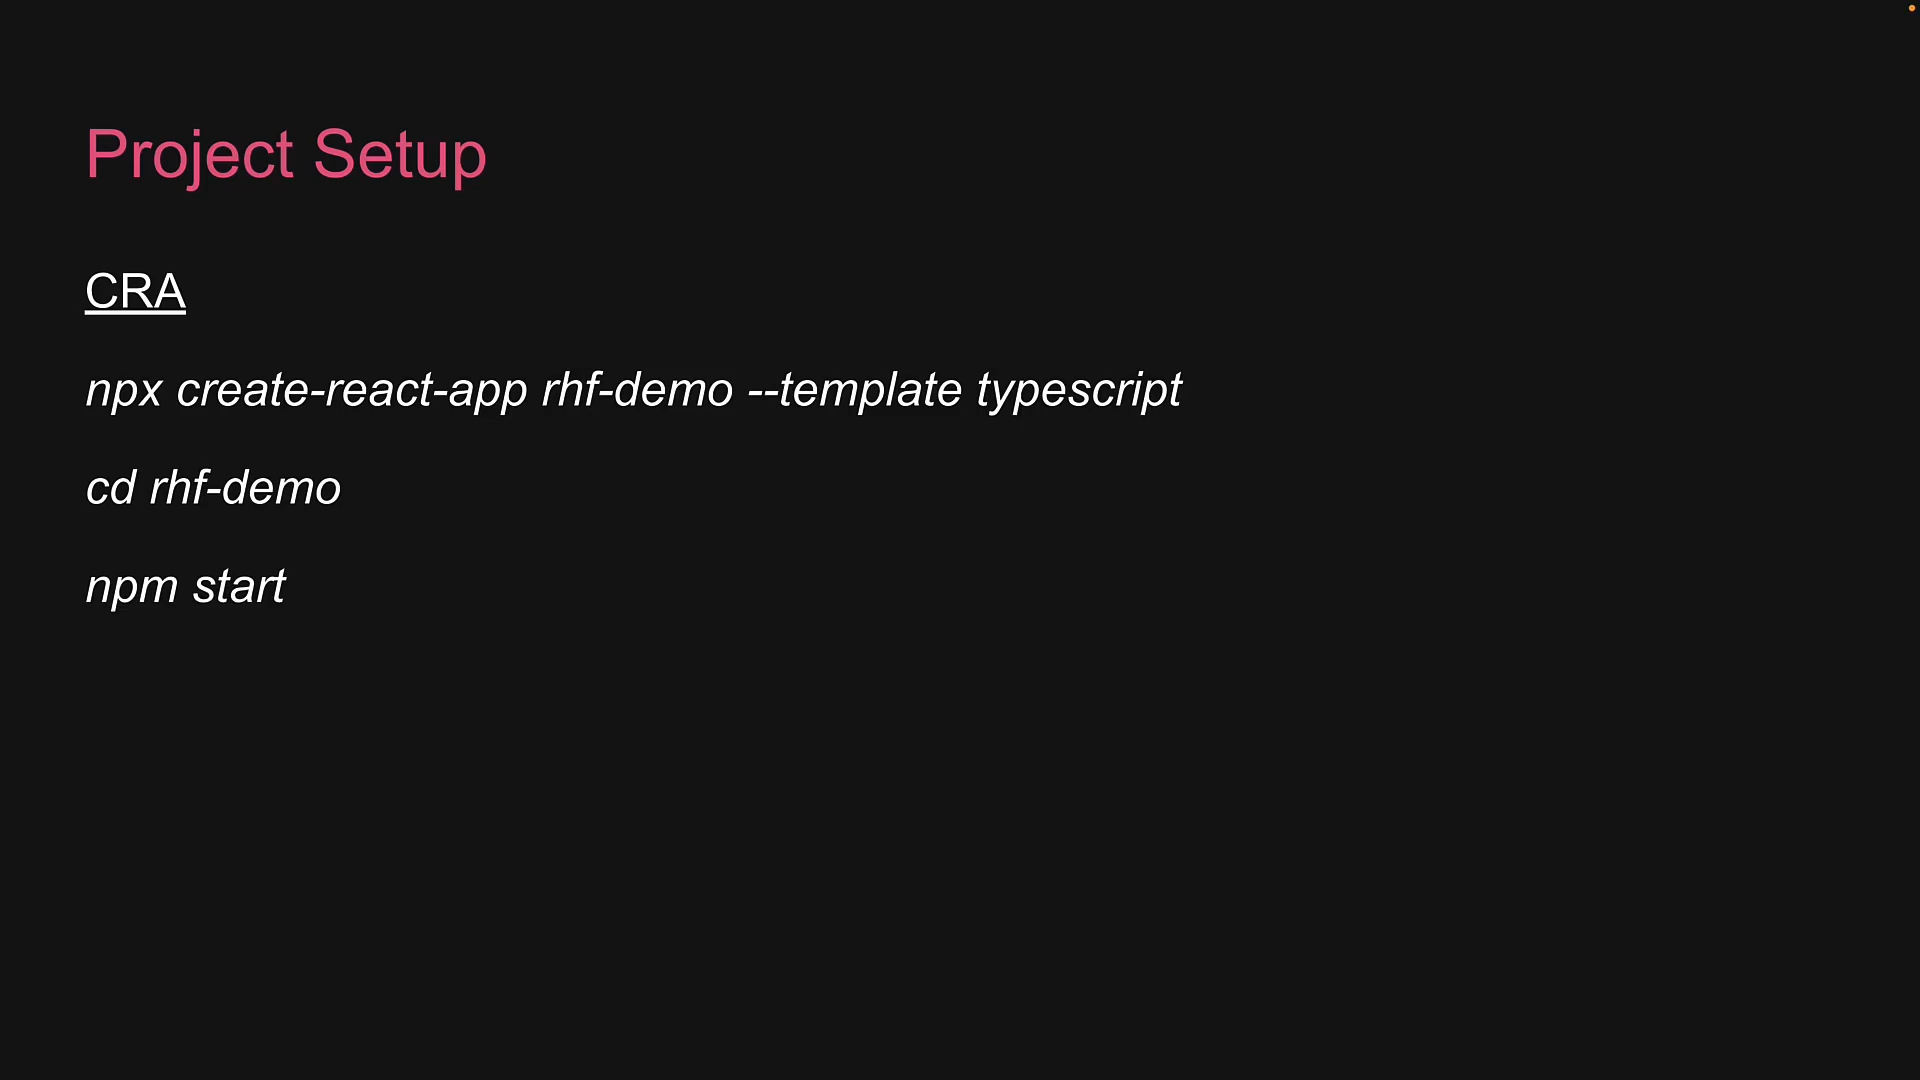 Project Setup
CRA
npx create-react-app rhf-demo --template typescript
cd rhf-demo
npm start